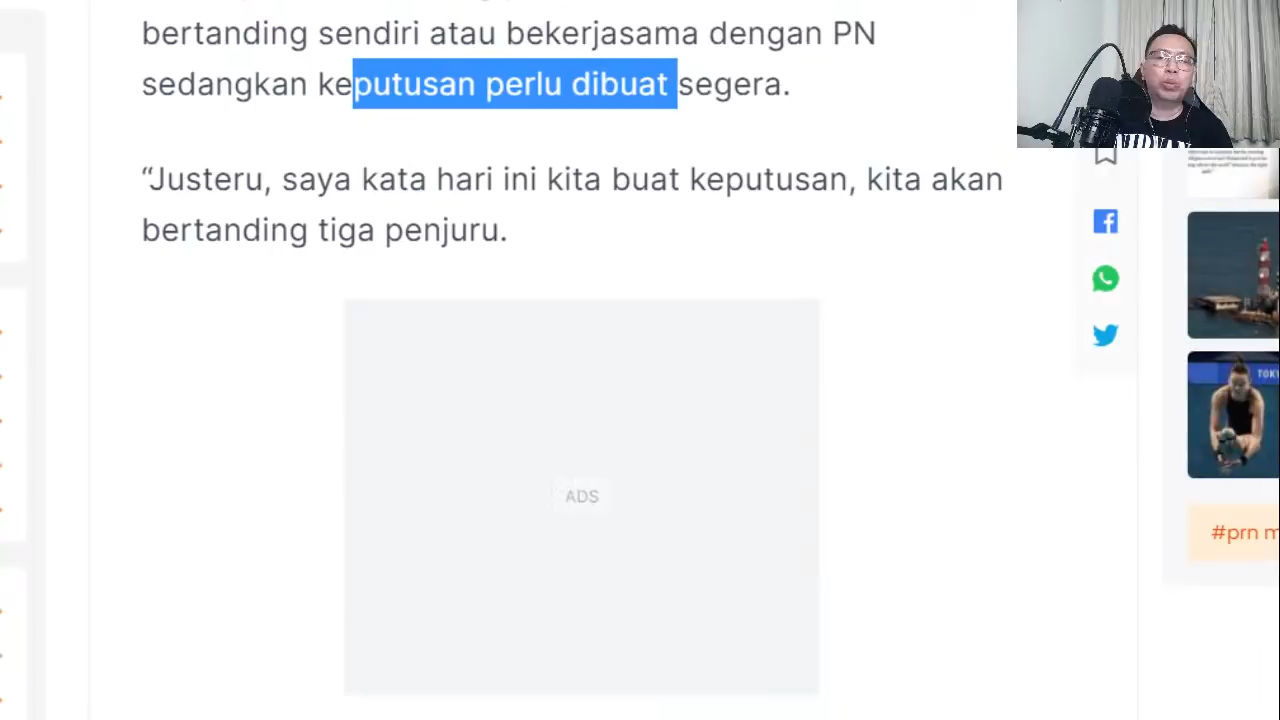 bertanding sendiri atau bekerjasama dengan PN
sedangkan keputusan perlu dibuat segera.
“Justeru, saya kata hari ini kita buat keputusan, kita akan
bertanding tiga penjuru.
ADS
TOK
#prn m